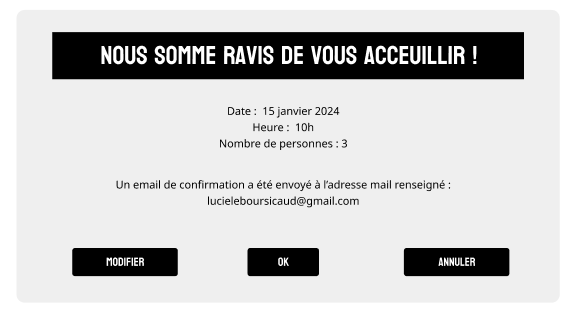 NOUS SOMME RAVIS DE VOUS ACCEUILLIR !
Date :  15 janvier 2024
Heure :  10h
Nombre de personnes : 3
Un email de confirmation a été envoyé à l'adresse mail renseigné :
lucieleboursicaud@gmail.com
MODIFIER
OK
ANNULER